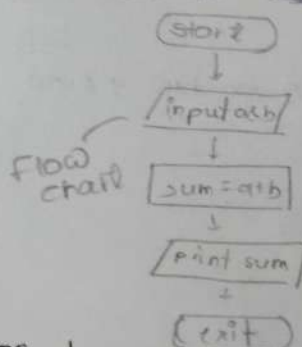 Start
input a & b
Flow
chart
sum = a+b
print sum
exit